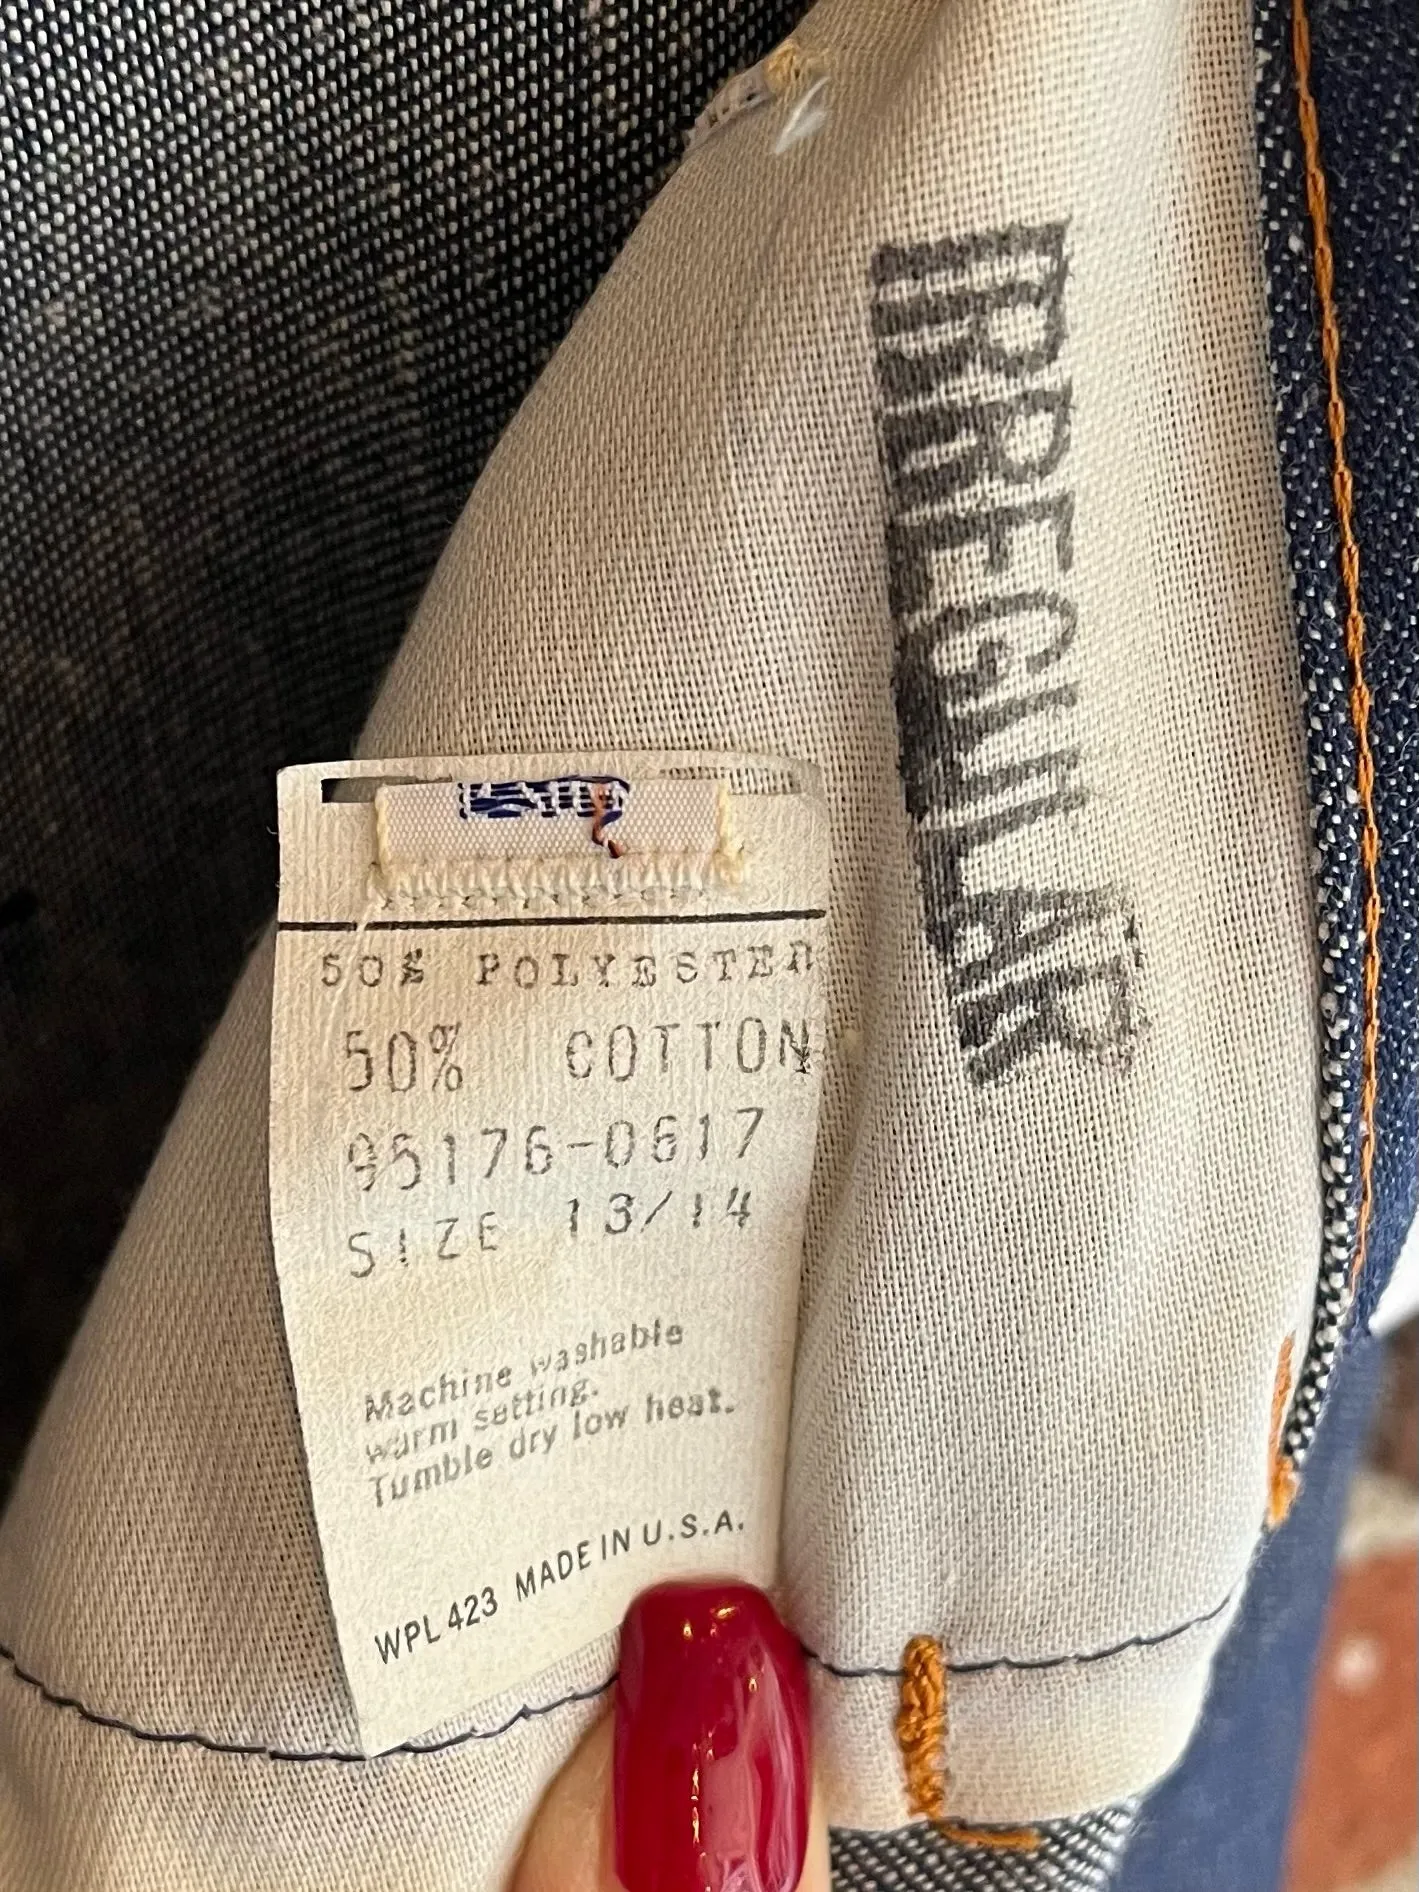 IRREGULAR
50% POLYESTER
50% COTTON
95176-0617
SIZE 13/14
Machine washable
warm setting.
Tumble dry low heat.
WPL 423 MADE IN U.S.A.